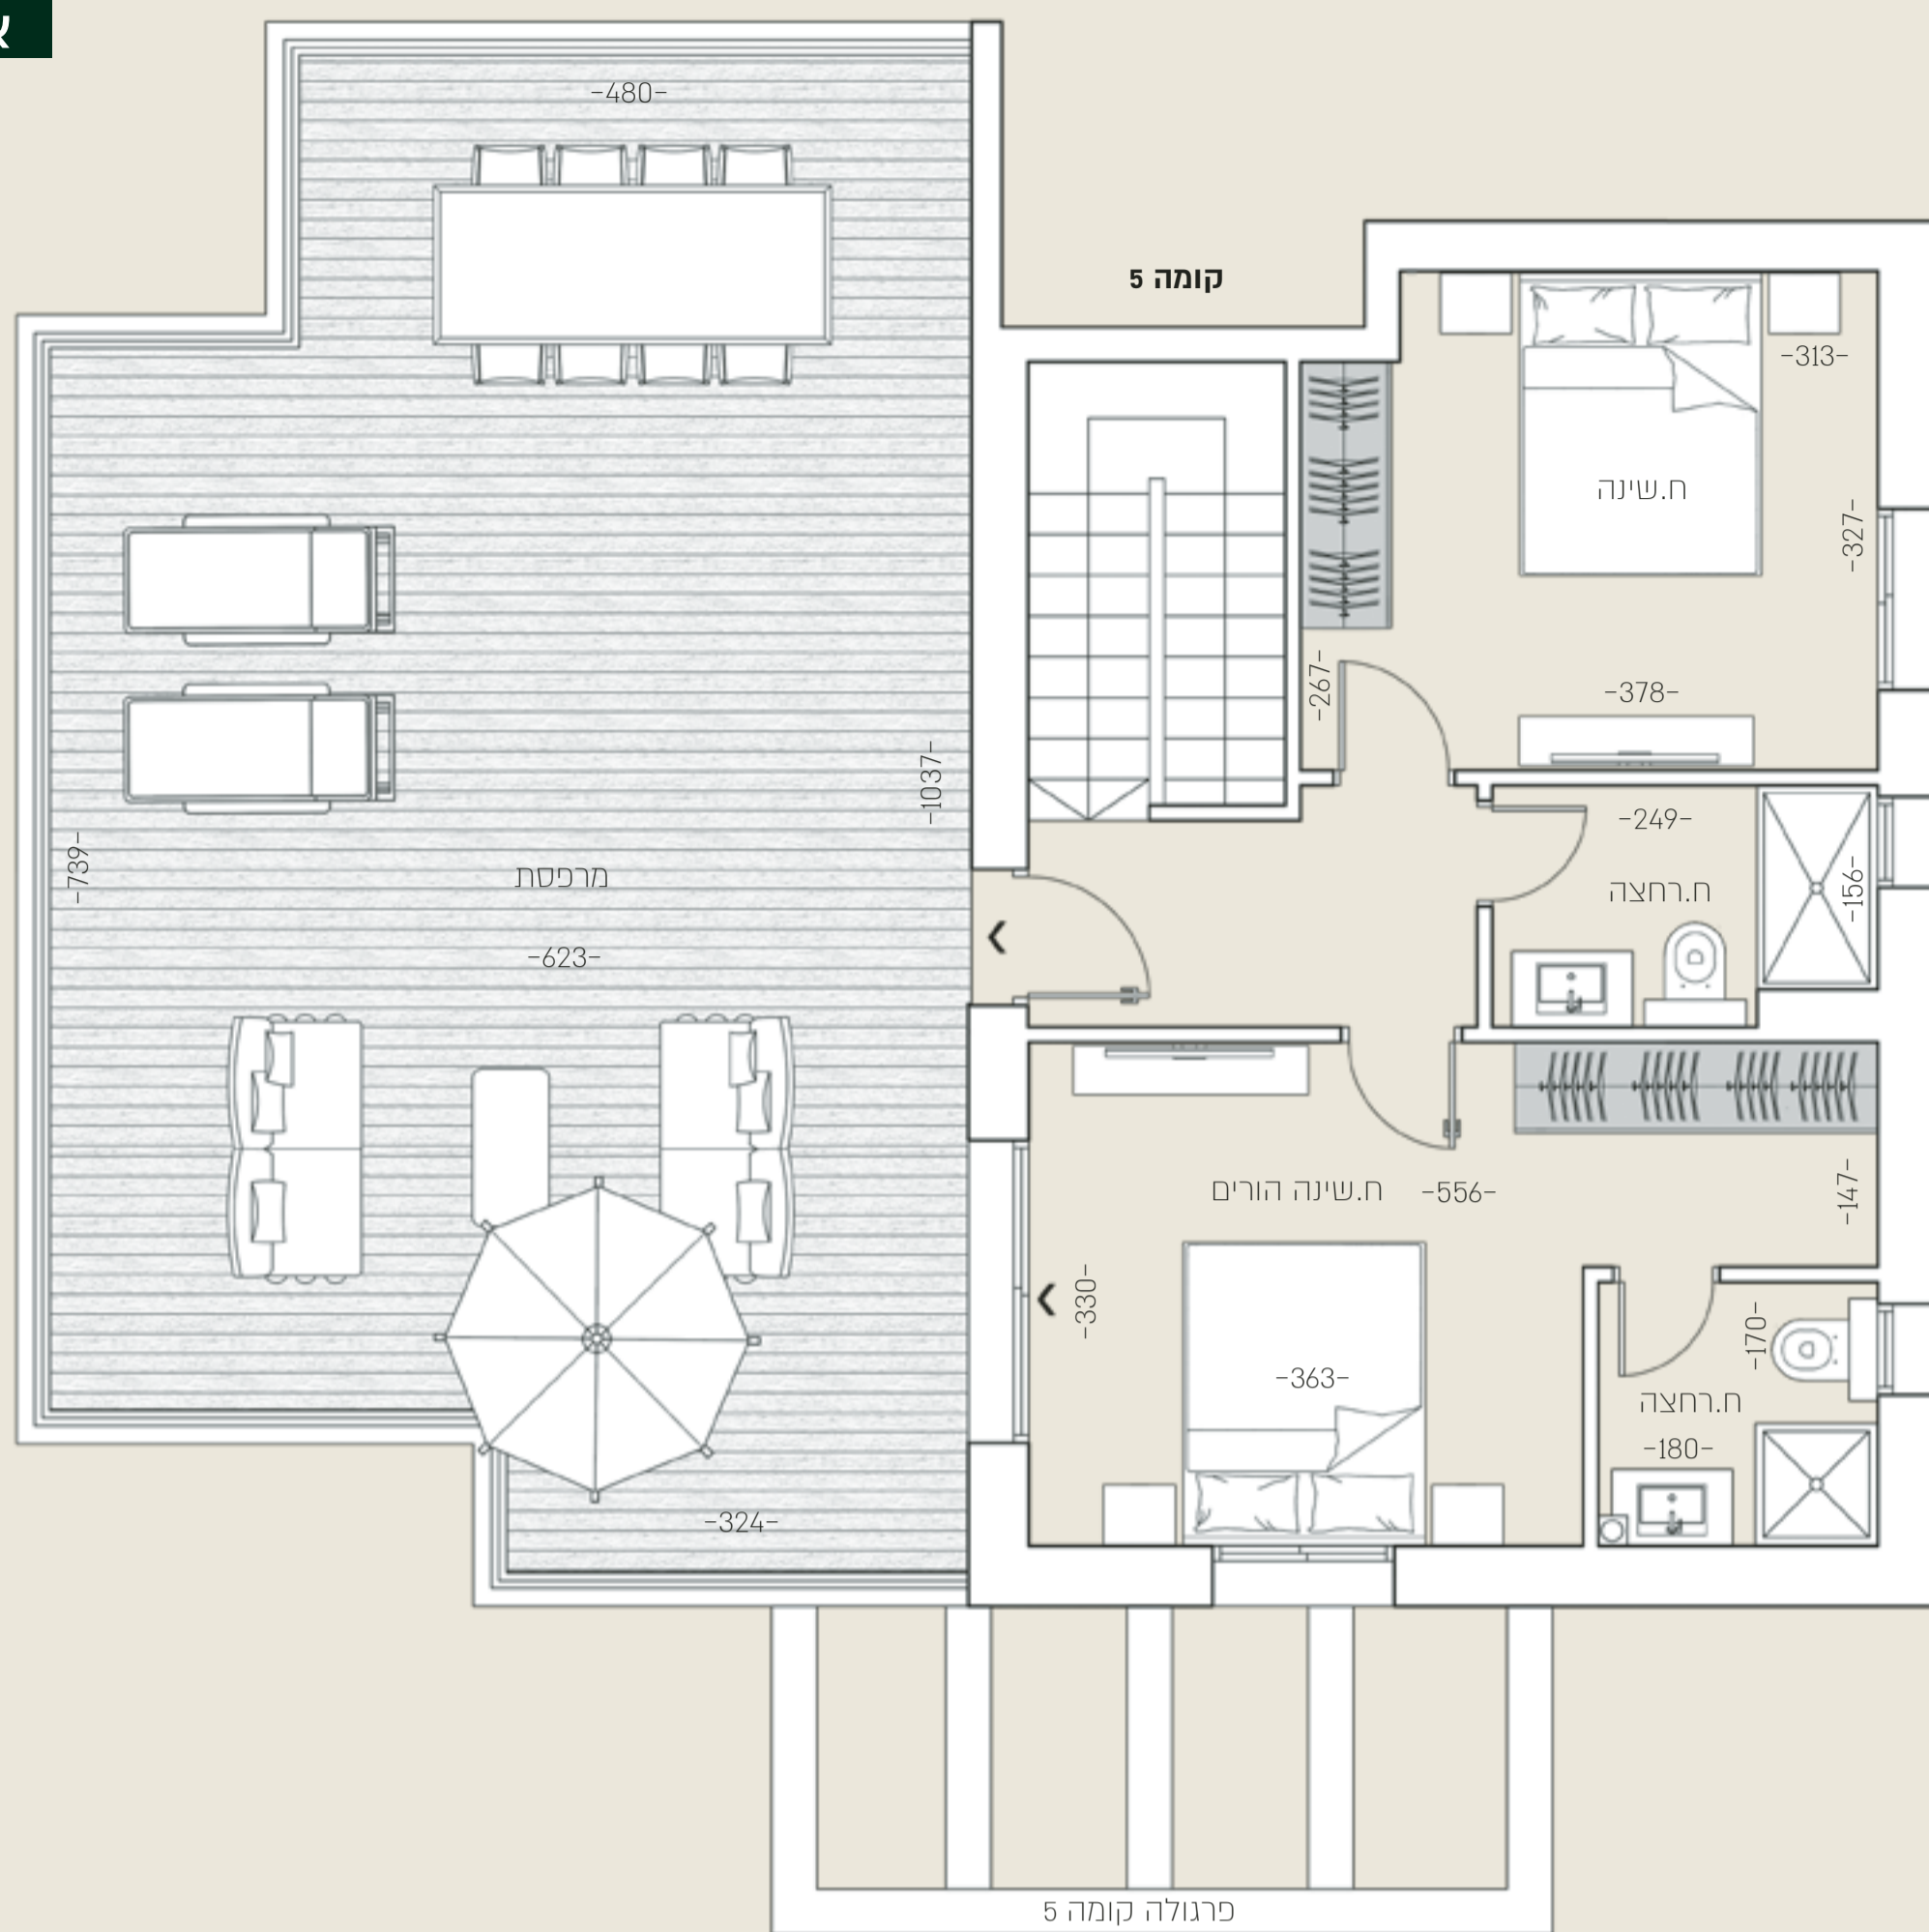 א
-480-
קומה 5
-313-
ח.שינה
-327-
-267-
-378-
-1037-
-249-
-739-
מרפסת
ח.רחצה
-156-
-623-
ח.שינה הורים
-556-
-147-
-330-
-170-
-363-
ח.רחצה
-180-
-324-
פרגולה קומה 5